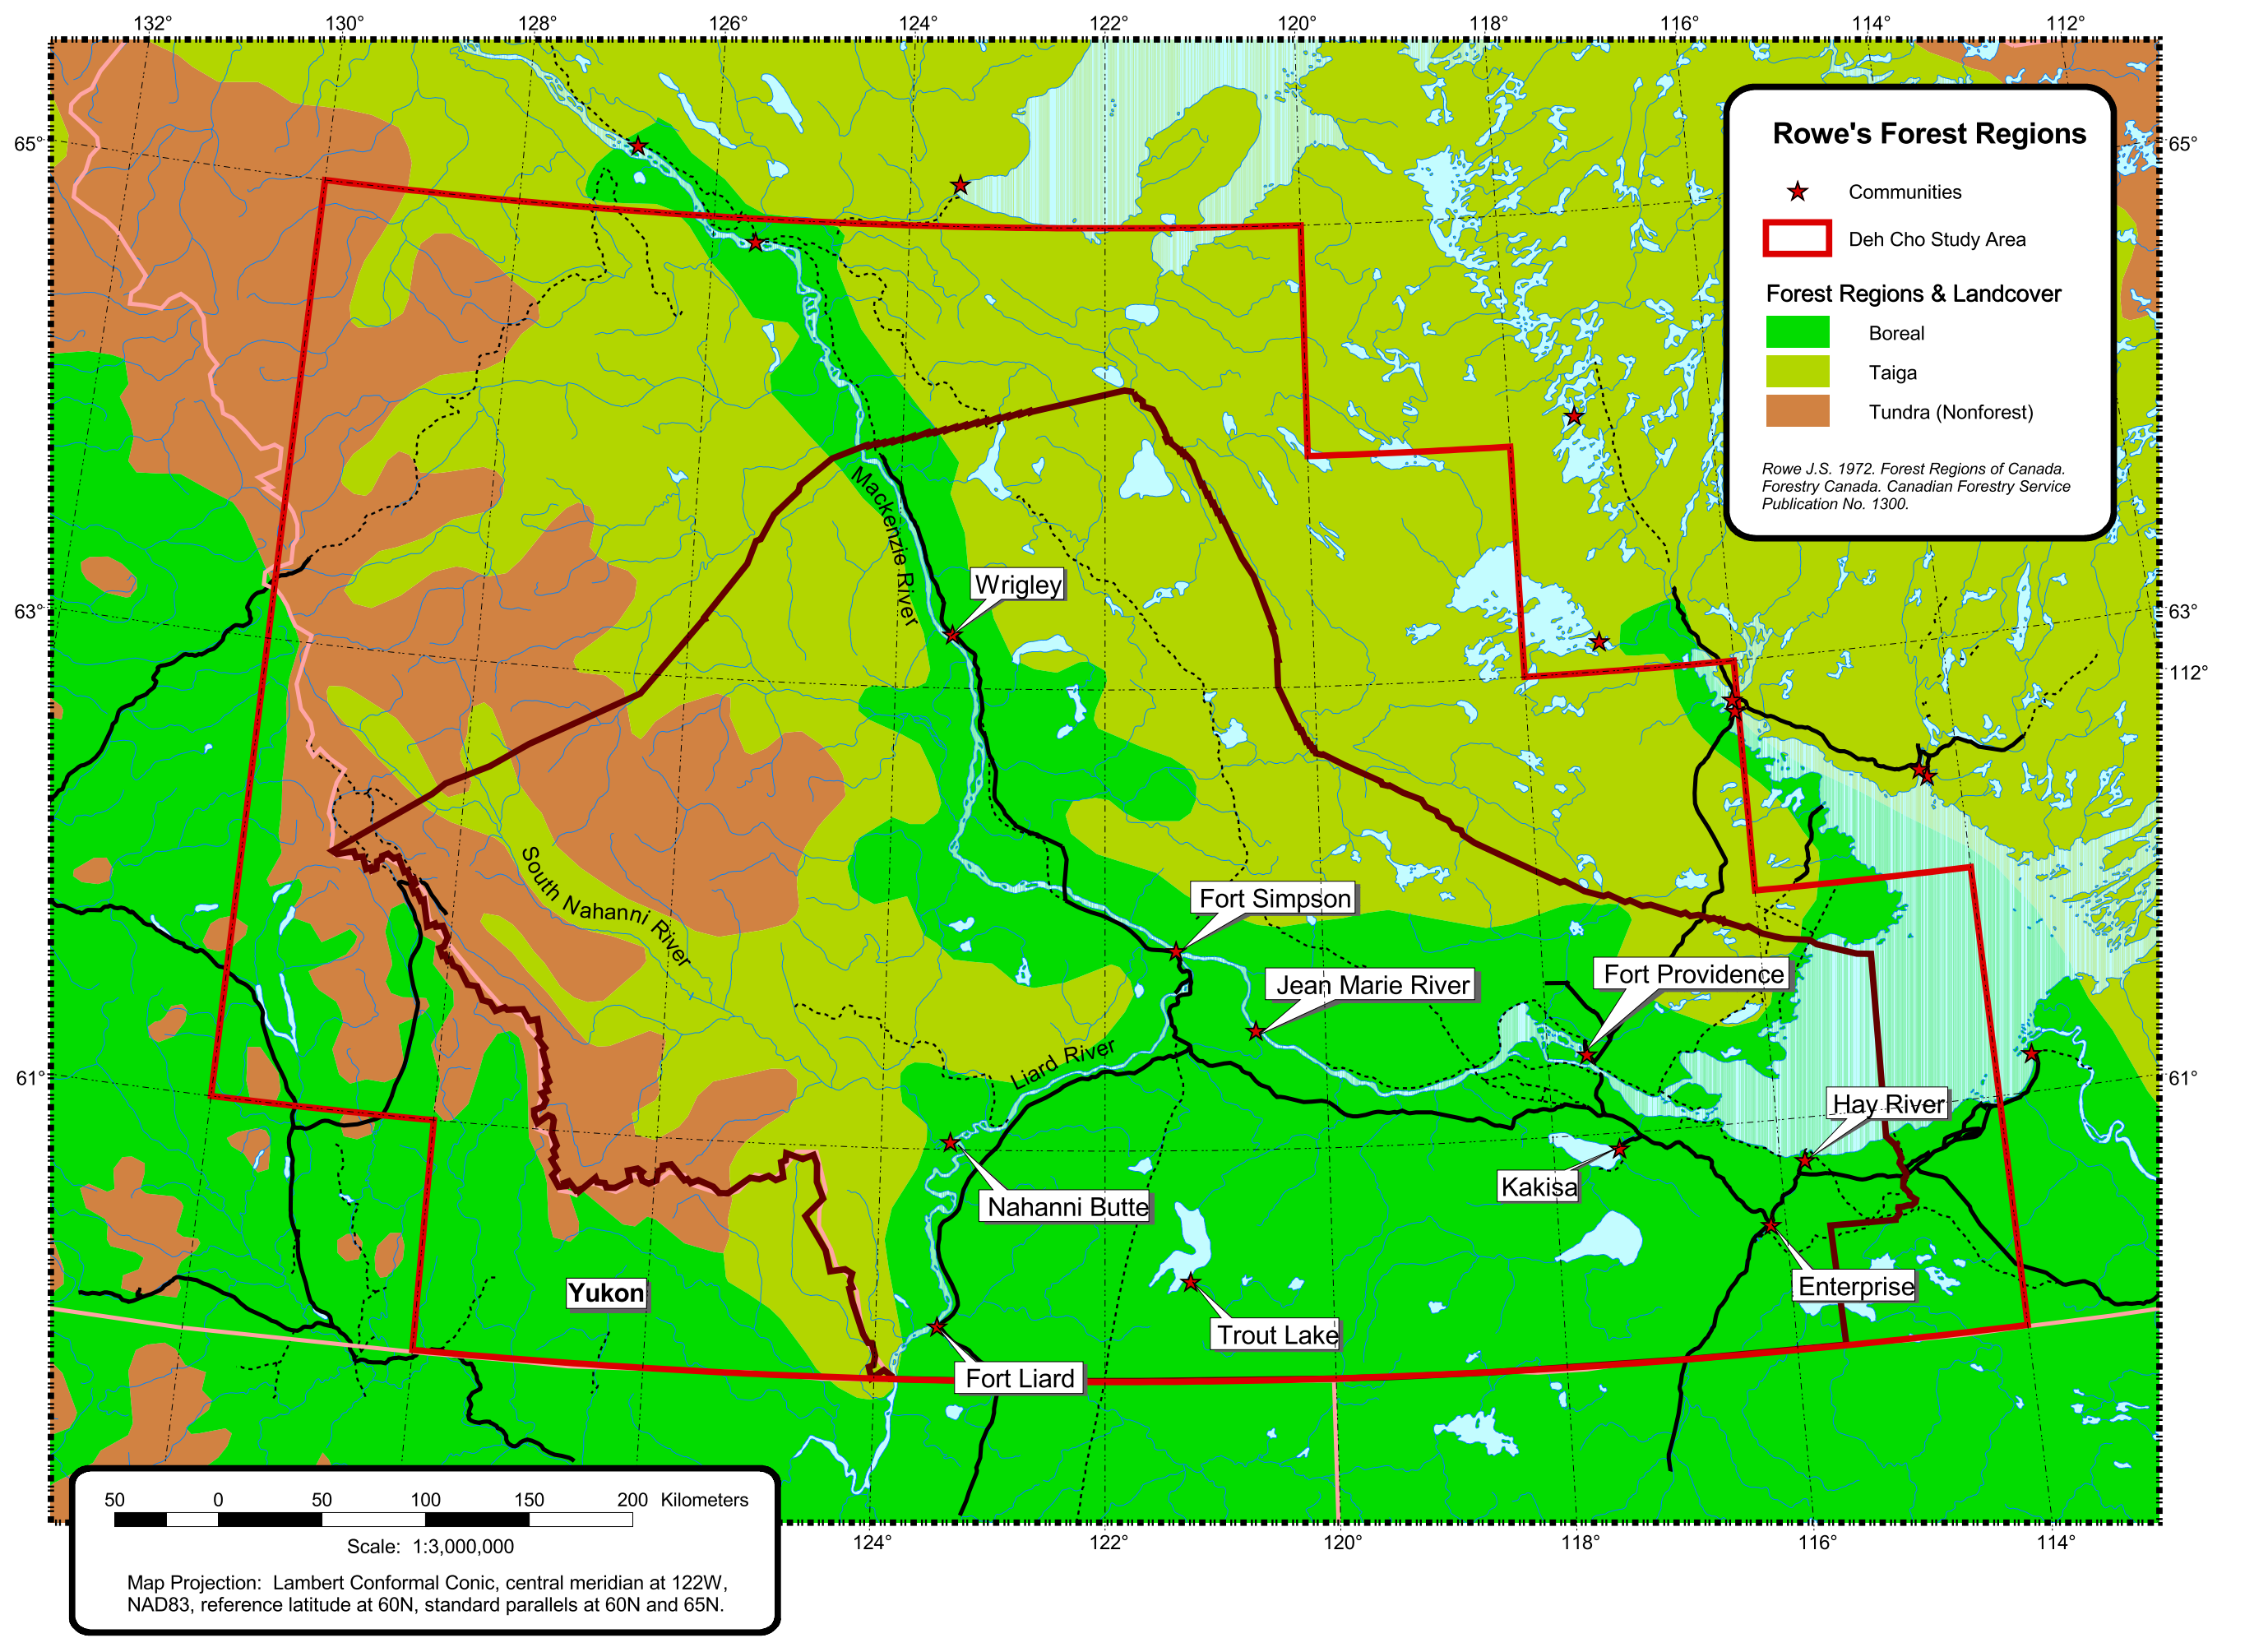 132° 130° 128° 126° 124° 122° 120° 118° 116° 114° 112°
65° 65°
Rowe's Forest Regions
Communities
Deh Cho Study Area
Forest Regions & Landcover
Boreal
Taiga
Tundra (Nonforest)
Rowe J.S. 1972. Forest Regions of Canada.
Forestry Canada. Canadian Forestry Service
Publication No. 1300.
Mackenzie River
Wrigley
63° 63°
112°
South Nahanni River
Fort Simpson
Jean Marie River
Fort Providence
Liard River
61° 61°
Hay River
Kakisa
Nahanni Butte
Enterprise
Yukon
Trout Lake
Fort Liard
50 0 50 100 150 200 Kilometers
Scale: 1:3,000,000
Map Projection: Lambert Conformal Conic, central meridian at 122W,
NAD83, reference latitude at 60N, standard parallels at 60N and 65N.
124° 122° 120° 118° 116° 114°